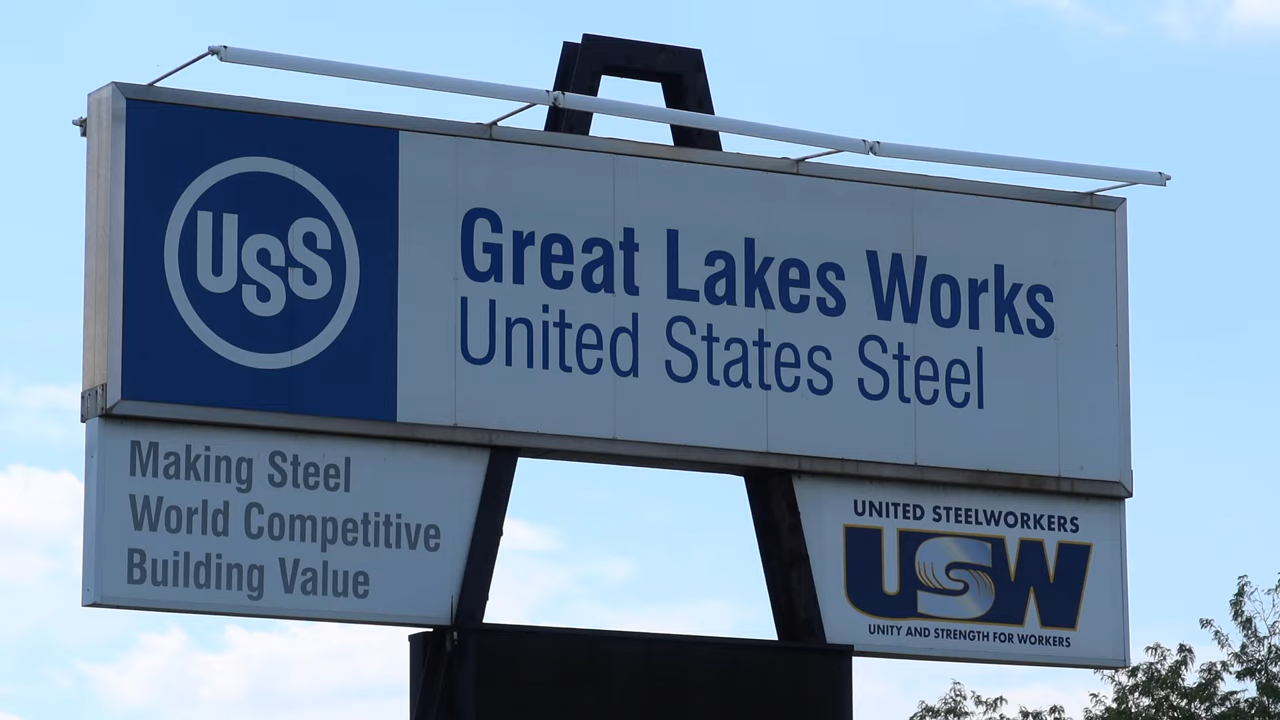 USS
Great Lakes Works
United States Steel
Making Steel
World Competitive
Building Value
UNITED STEELWORKERS
USW
UNITY AND STRENGTH FOR WORKERS